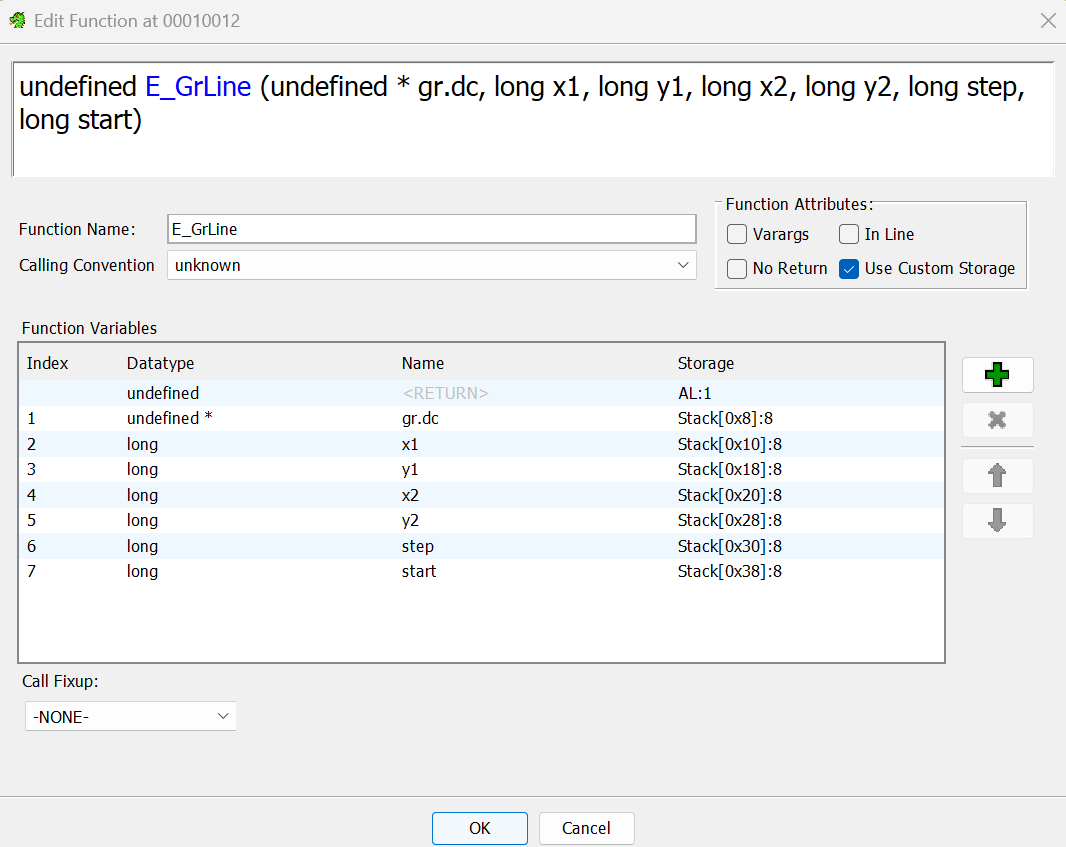 Edit Function at 00010012
undefined E_GrLine (undefined * gr.dc, long x1, long y1, long x2, long y2, long step,
long start)
Function Name: E_GrLine
Calling Convention unknown
Function Attributes:
Varargs In Line
No Return Use Custom Storage
Function Variables
Index Datatype Name Storage
undefined <RETURN> AL:1
1 undefined * gr.dc Stack[0x8]:8
2 long x1 Stack[0x10]:8
3 long y1 Stack[0x18]:8
4 long x2 Stack[0x20]:8
5 long y2 Stack[0x28]:8
6 long step Stack[0x30]:8
7 long start Stack[0x38]:8
Call Fixup:
-NONE-
OK Cancel